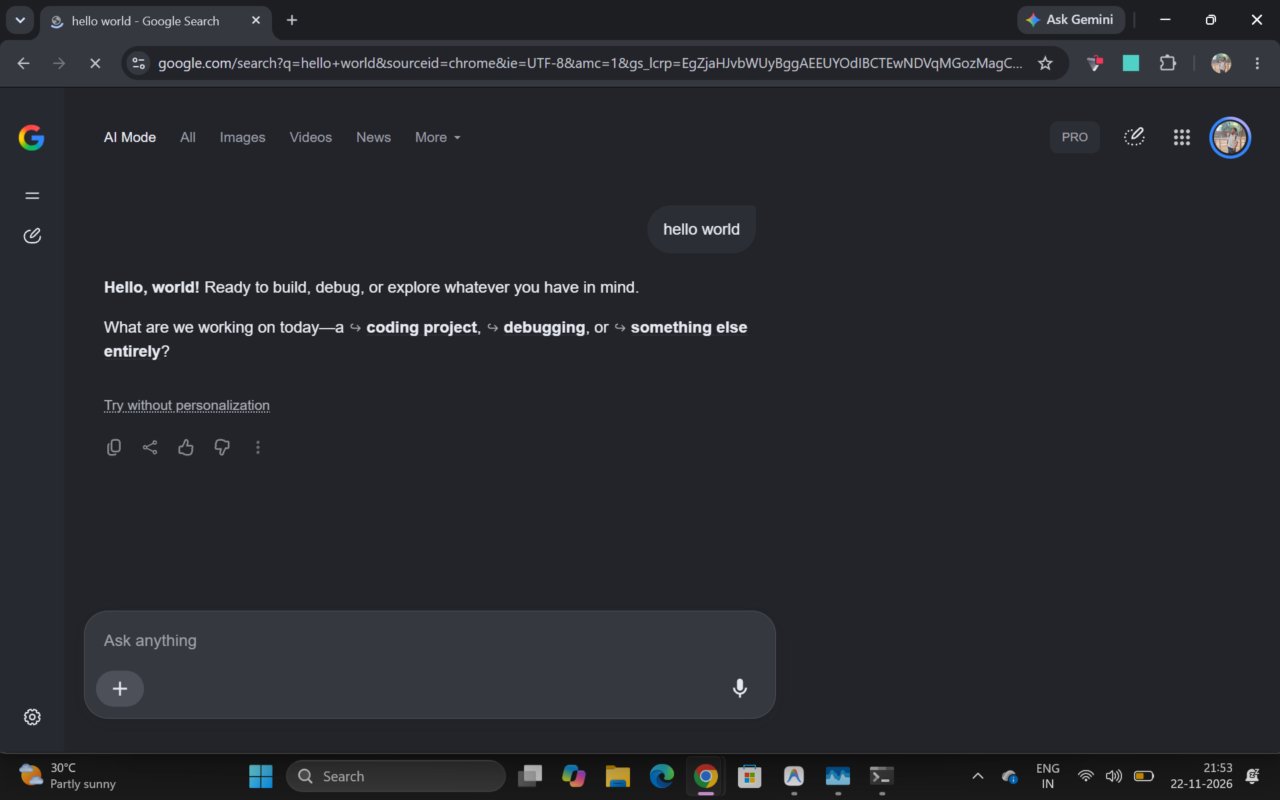 hello world - Google Search
Ask Gemini
google.com/search?q=hello+world&sourceid=chrome&ie=UTF-8&amc=1&gs_lcrp=EgZjaHJvbWUyBggAEEUYOdIBCTEwNDVqMGozMagC...
AI Mode All Images Videos News More
PRO
hello world
Hello, world! Ready to build, debug, or explore whatever you have in mind.
What are we working on today—a ↪ coding project, ↪ debugging, or ↪ something else
entirely?
Try without personalization
Ask anything
30°C
Partly sunny
Search
ENG
IN
21:53
22-11-2026